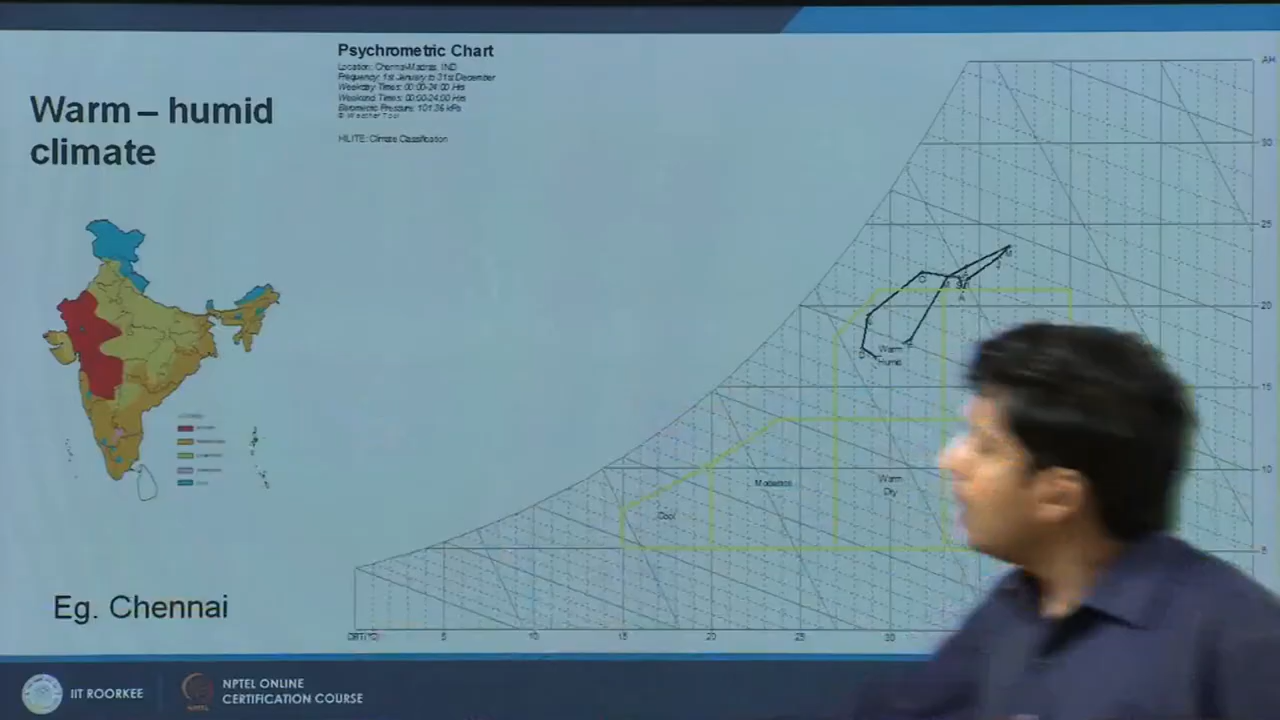 Psychrometric Chart
Location: Chennai-Madras, IND
Frequency: 1st January to 31st December
Weekday Times: 00:00-24:00 Hrs
Weekend Times: 00:00-24:00 Hrs
Barometric Pressure: 101.36 kPa
© Weather Tool
HILITE: Climate Classification
Warm – humid
climate
AH
30
25
20
15
10
5
Warm
Humid
Warm
Dry
Moderate
Cool
DBT(°C)
5
10
15
20
25
30
Eg. Chennai
IIT ROORKEE
NPTEL ONLINE
CERTIFICATION COURSE